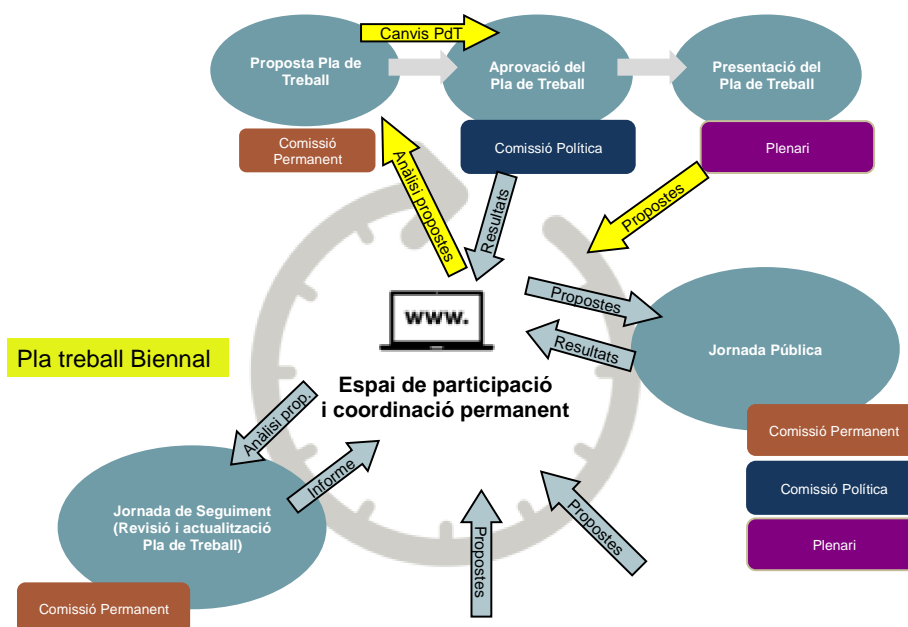 Canvis PdT
Proposta Pla de
Treball
Aprovació del
Pla de Treball
Presentació del
Pla de Treball
Comissió
Permanent
Comissió Política
Plenari
Anàlisi propostes
Resultats
Propostes
Propostes
Resultats
www.
Jornada Pública
Pla treball Biennal
Espai de participació
i coordinació permanent
Anàlisi prop.
Informe
Comissió Permanent
Comissió Política
Plenari
Jornada de Seguiment
(Revisió i actualització
Pla de Treball)
Propostes
Propostes
Comissió Permanent